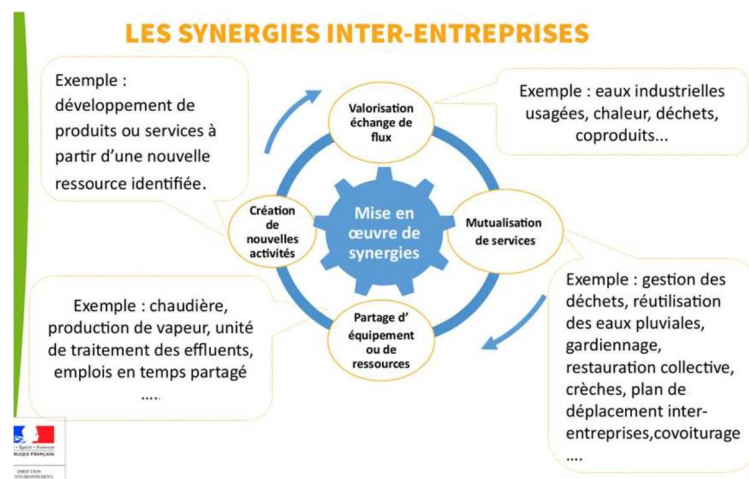 LES SYNERGIES INTER-ENTREPRISES
Exemple :
développement de
produits ou services à
partir d’une nouvelle
ressource identifiée.
Valorisation
échange de
flux
Exemple : eaux industrielles
usagées, chaleur, déchets,
coproduits...
Création
de
nouvelles
activités
Mise en
œuvre de
synergies
Mutualisation
de services
Exemple : chaudière,
production de vapeur, unité
de traitement des effluents,
emplois en temps partagé
....
Partage d’
équipement
ou de
ressources
Exemple : gestion des
déchets, réutilisation
des eaux pluviales,
gardiennage,
restauration collective,
crèches, plan de
déplacement inter-
entreprises,covoiturage
....
FRANÇAISE
DIRECTION